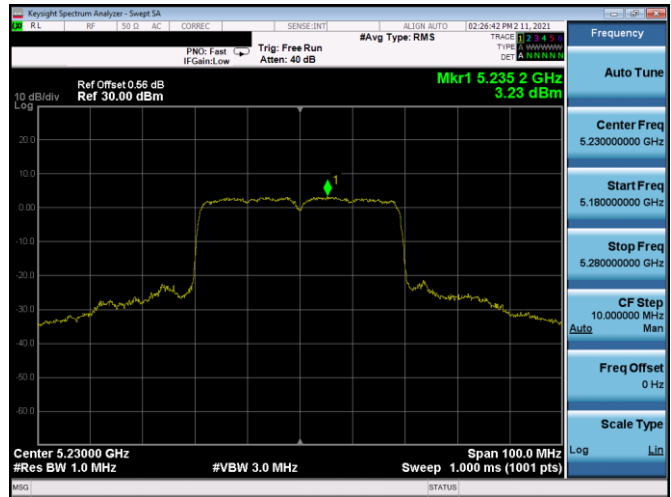 Keysight Spectrum Analyzer - Swept SA
RL RF 50 Ω AC CORREC SENSE:INT ALIGN AUTO 02:26:42 PM 2 11, 2021
#Avg Type: RMS
TRACE 1 2 3 4 5 6
PNO: Fast Trig: Free Run
TYPE A WWWWW
IFGain:Low Atten: 40 dB
DET A N N N N N
Ref Offset 0.56 dB
Mkr1 5.235 2 GHz
10 dB/div Ref 30.00 dBm
3.23 dBm
Log
20.0
10.0
1
0.00
-10.0
-20.0
-30.0
-40.0
-50.0
-60.0
Center 5.23000 GHz
Span 100.0 MHz
#Res BW 1.0 MHz #VBW 3.0 MHz Sweep 1.000 ms (1001 pts)
MSG STATUS
Frequency
Auto Tune
Center Freq
5.230000000 GHz
Start Freq
5.180000000 GHz
Stop Freq
5.280000000 GHz
CF Step
10.000000 MHz
Auto Man
Freq Offset
0 Hz
Scale Type
Log Lin